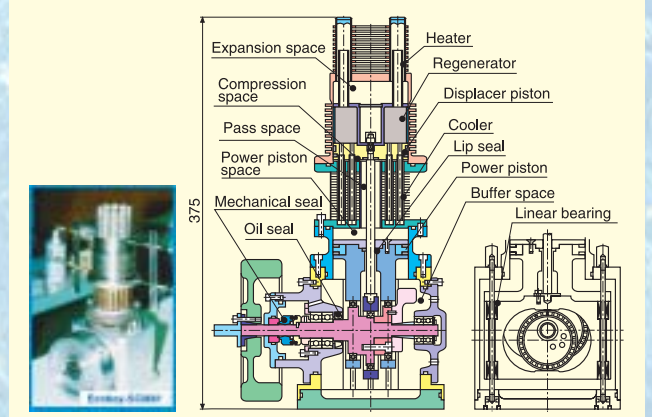 Expansion space
Compression
space
Pass space
Power piston
space
Mechanical seal
Oil seal
Heater
Regenerator
Displacer piston
Cooler
Lip seal
Power piston
Buffer space
Linear bearing
375